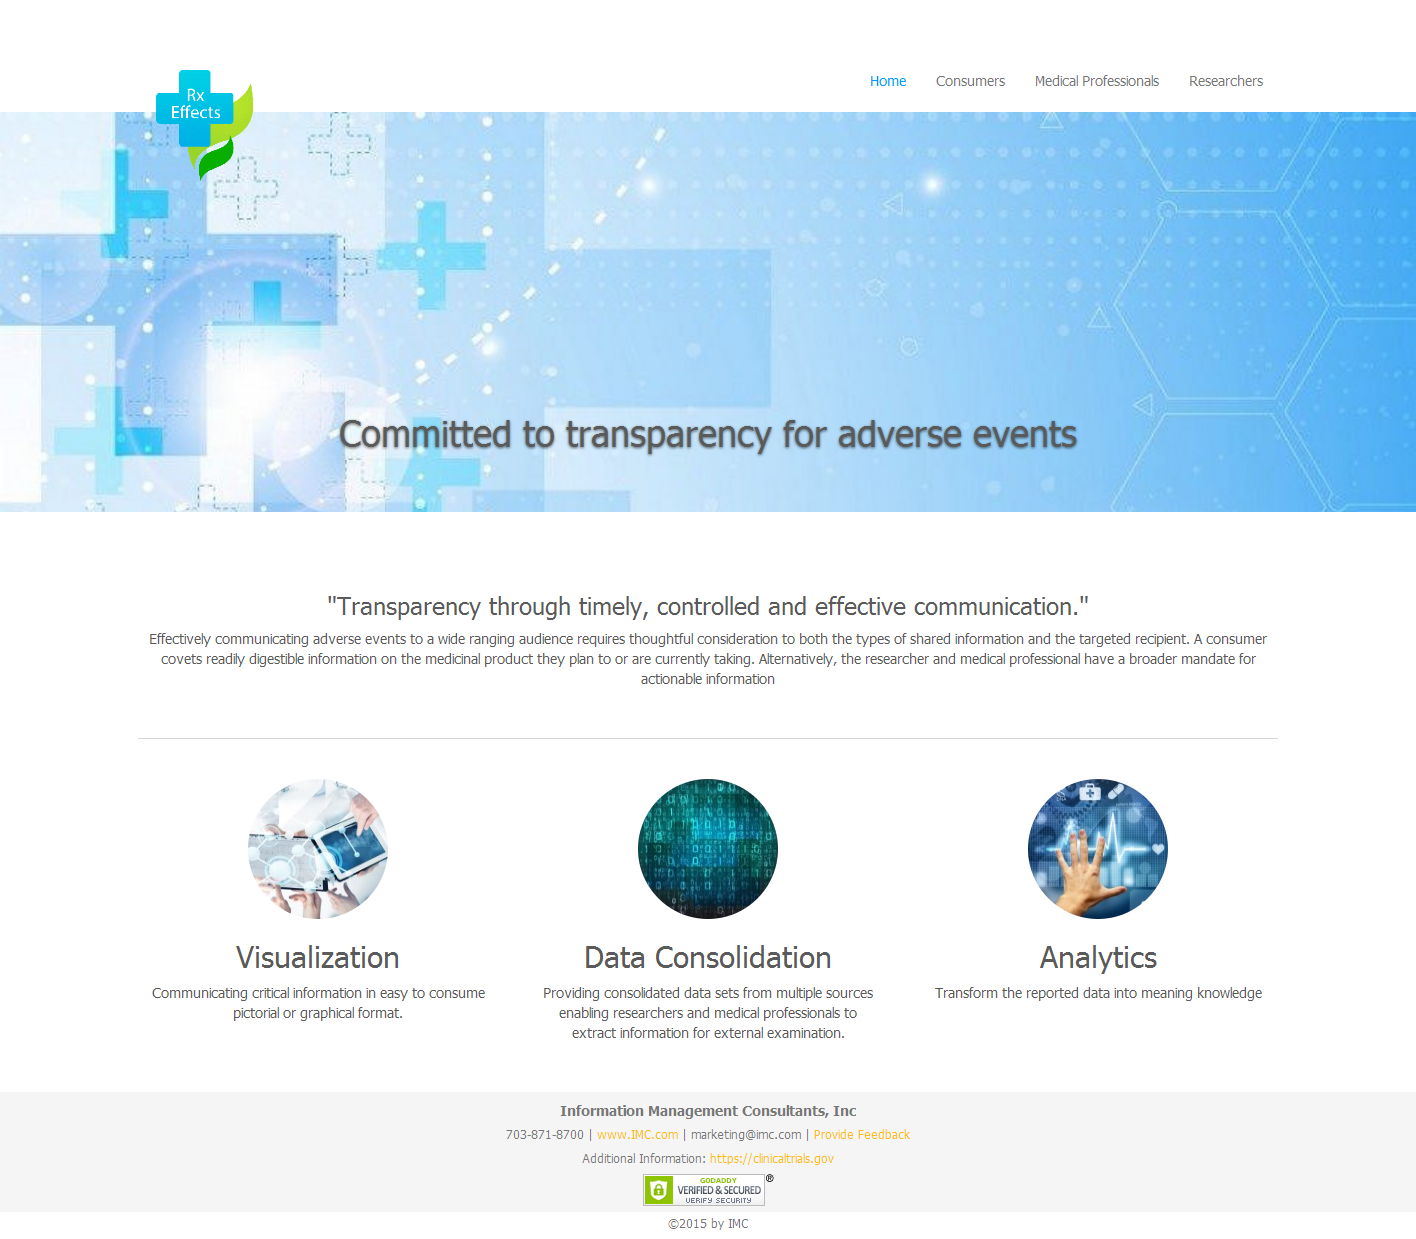 Rx
Effects
Home Consumers Medical Professionals Researchers
Committed to transparency for adverse events
"Transparency through timely, controlled and effective communication."
Effectively communicating adverse events to a wide ranging audience requires thoughtful consideration to both the types of shared information and the targeted recipient. A consumer
covets readily digestible information on the medicinal product they plan to or are currently taking. Alternatively, the researcher and medical professional have a broader mandate for
actionable information
Visualization
Communicating critical information in easy to consume
pictorial or graphical format.
Data Consolidation
Providing consolidated data sets from multiple sources
enabling researchers and medical professionals to
extract information for external examination.
Analytics
Transform the reported data into meaning knowledge
Information Management Consultants, Inc
703-871-8700 | www.IMC.com | marketing@imc.com | Provide Feedback
Additional Information: https://clinicaltrials.gov
GODADDY
VERIFIED & SECURED
VERIFY SECURITY
®
©2015 by IMC